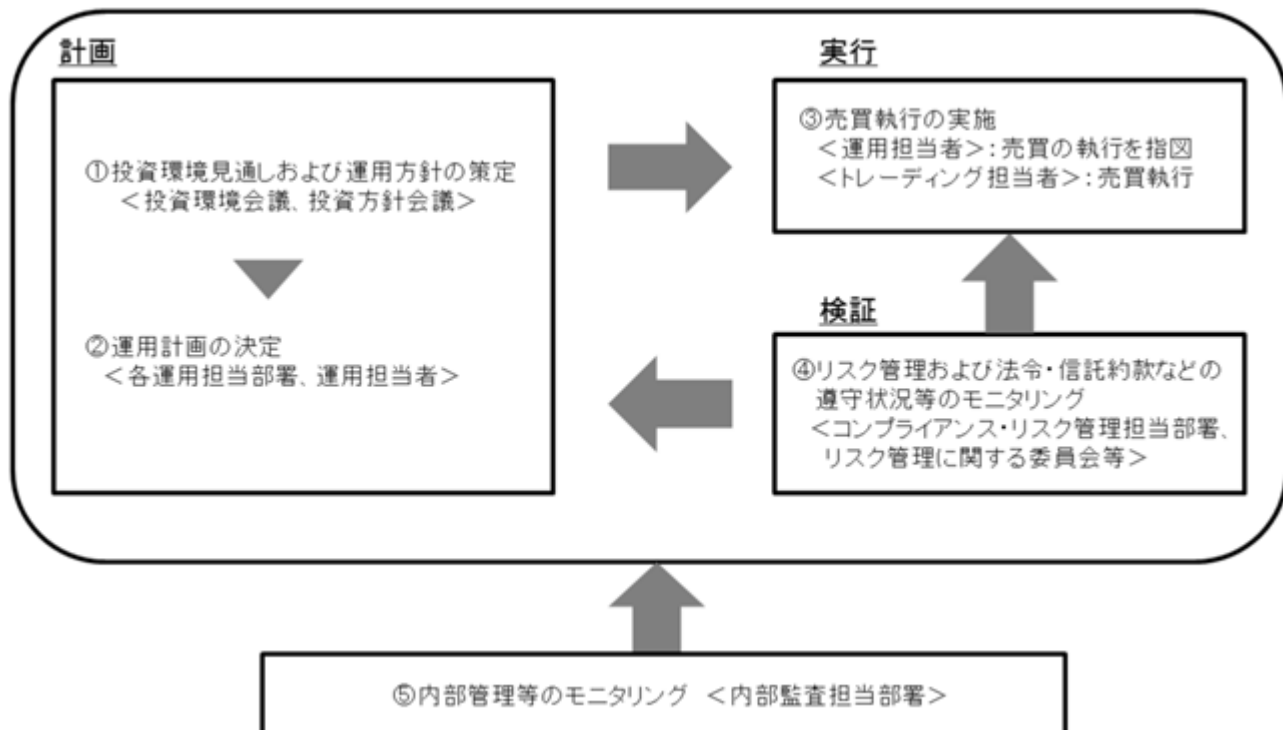 計画
①投資環境見通しおよび運用方針の策定
＜投資環境会議、投資方針会議＞
②運用計画の決定
＜各運用担当部署、運用担当者＞
実行
③売買執行の実施
＜運用担当者＞：売買の執行を指図
＜トレーディング担当者＞：売買執行
検証
④リスク管理および法令・信託約款などの
遵守状況等のモニタリング
＜コンプライアンス・リスク管理担当部署、
リスク管理に関する委員会等＞
⑤内部管理等のモニタリング ＜内部監査担当部署＞